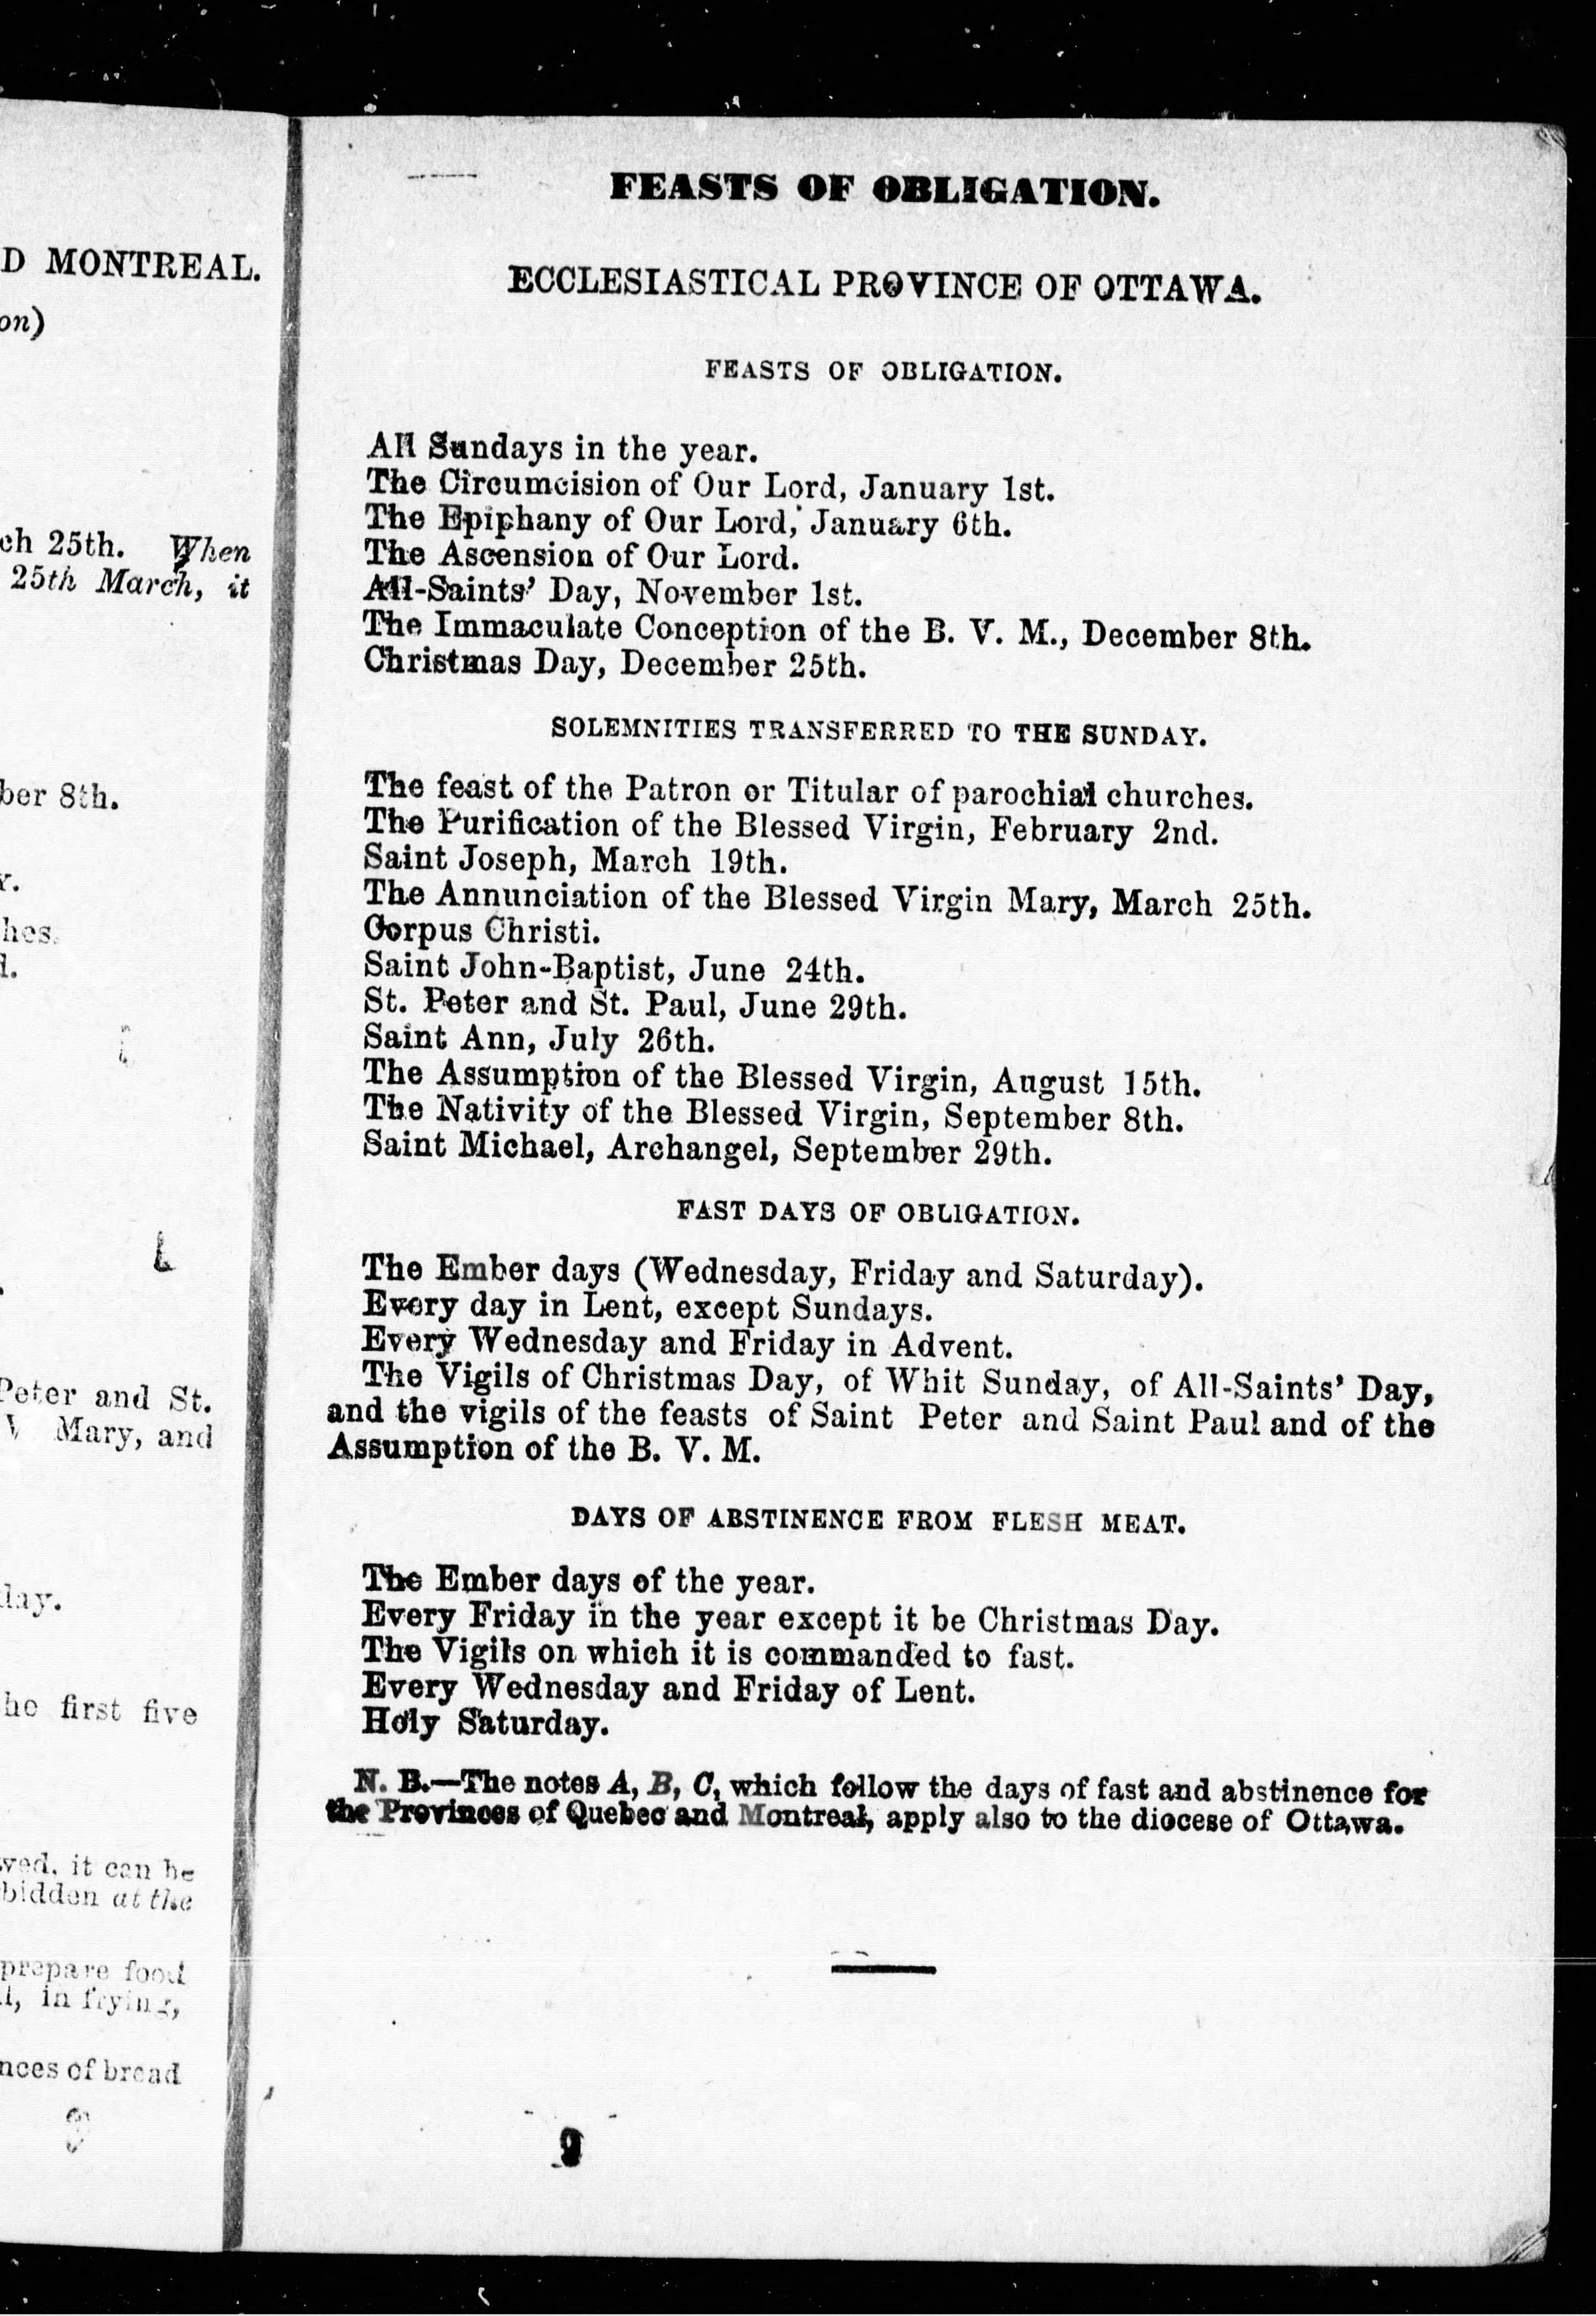 D MONTREAL.
on)
ch 25th. When
25th March, it
ber 8th.
hes.
Peter and St.
Mary, and
day.
he first five
ved, it can be
bidden at the
prepare food
in frying,
nces of bread
FEASTS OF OBLIGATION.
ECCLESIASTICAL PROVINCE OF OTTAWA.
FEASTS OF OBLIGATION.
All Sundays in the year.
The Circumcision of Our Lord, January 1st.
The Epiphany of Our Lord, January 6th.
The Ascension of Our Lord.
All-Saints' Day, November 1st.
The Immaculate Conception of the B. V. M., December 8th.
Christmas Day, December 25th.
SOLEMNITIES TRANSFERRED TO THE SUNDAY.
The feast of the Patron or Titular of parochial churches.
The Purification of the Blessed Virgin, February 2nd.
Saint Joseph, March 19th.
The Annunciation of the Blessed Virgin Mary, March 25th.
Corpus Christi.
Saint John-Baptist, June 24th.
St. Peter and St. Paul, June 29th.
Saint Ann, July 26th.
The Assumption of the Blessed Virgin, August 15th.
The Nativity of the Blessed Virgin, September 8th.
Saint Michael, Archangel, September 29th.
FAST DAYS OF OBLIGATION.
The Ember days (Wednesday, Friday and Saturday).
Every day in Lent, except Sundays.
Every Wednesday and Friday in Advent.
The Vigils of Christmas Day, of Whit Sunday, of All-Saints' Day,
and the vigils of the feasts of Saint Peter and Saint Paul and of the
Assumption of the B. V. M.
DAYS OF ABSTINENCE FROM FLESH MEAT.
The Ember days of the year.
Every Friday in the year except it be Christmas Day.
The Vigils on which it is commanded to fast.
Every Wednesday and Friday of Lent.
Holy Saturday.
N. B.—The notes A, B, C, which follow the days of fast and abstinence for
the Provinces of Quebec and Montreal, apply also to the diocese of Ottawa.
9